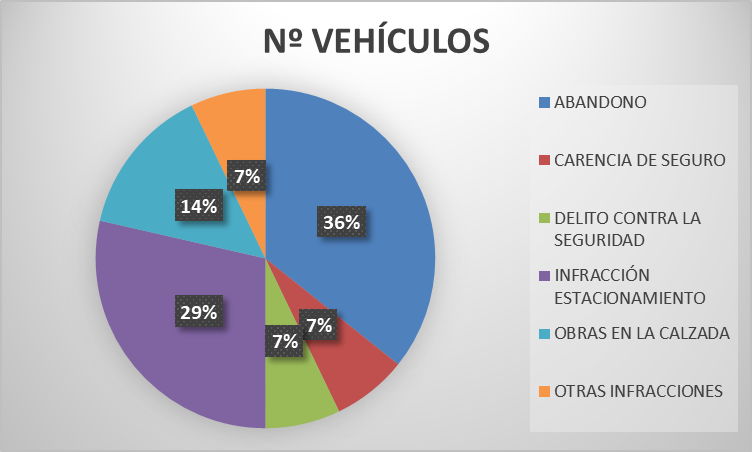 Nº VEHÍCULOS
36%
7%
7%
29%
14%
7%
ABANDONO
CARENCIA DE SEGURO
DELITO CONTRA LA
SEGURIDAD
INFRACCIÓN
ESTACIONAMIENTO
OBRAS EN LA CALZADA
OTRAS INFRACCIONES